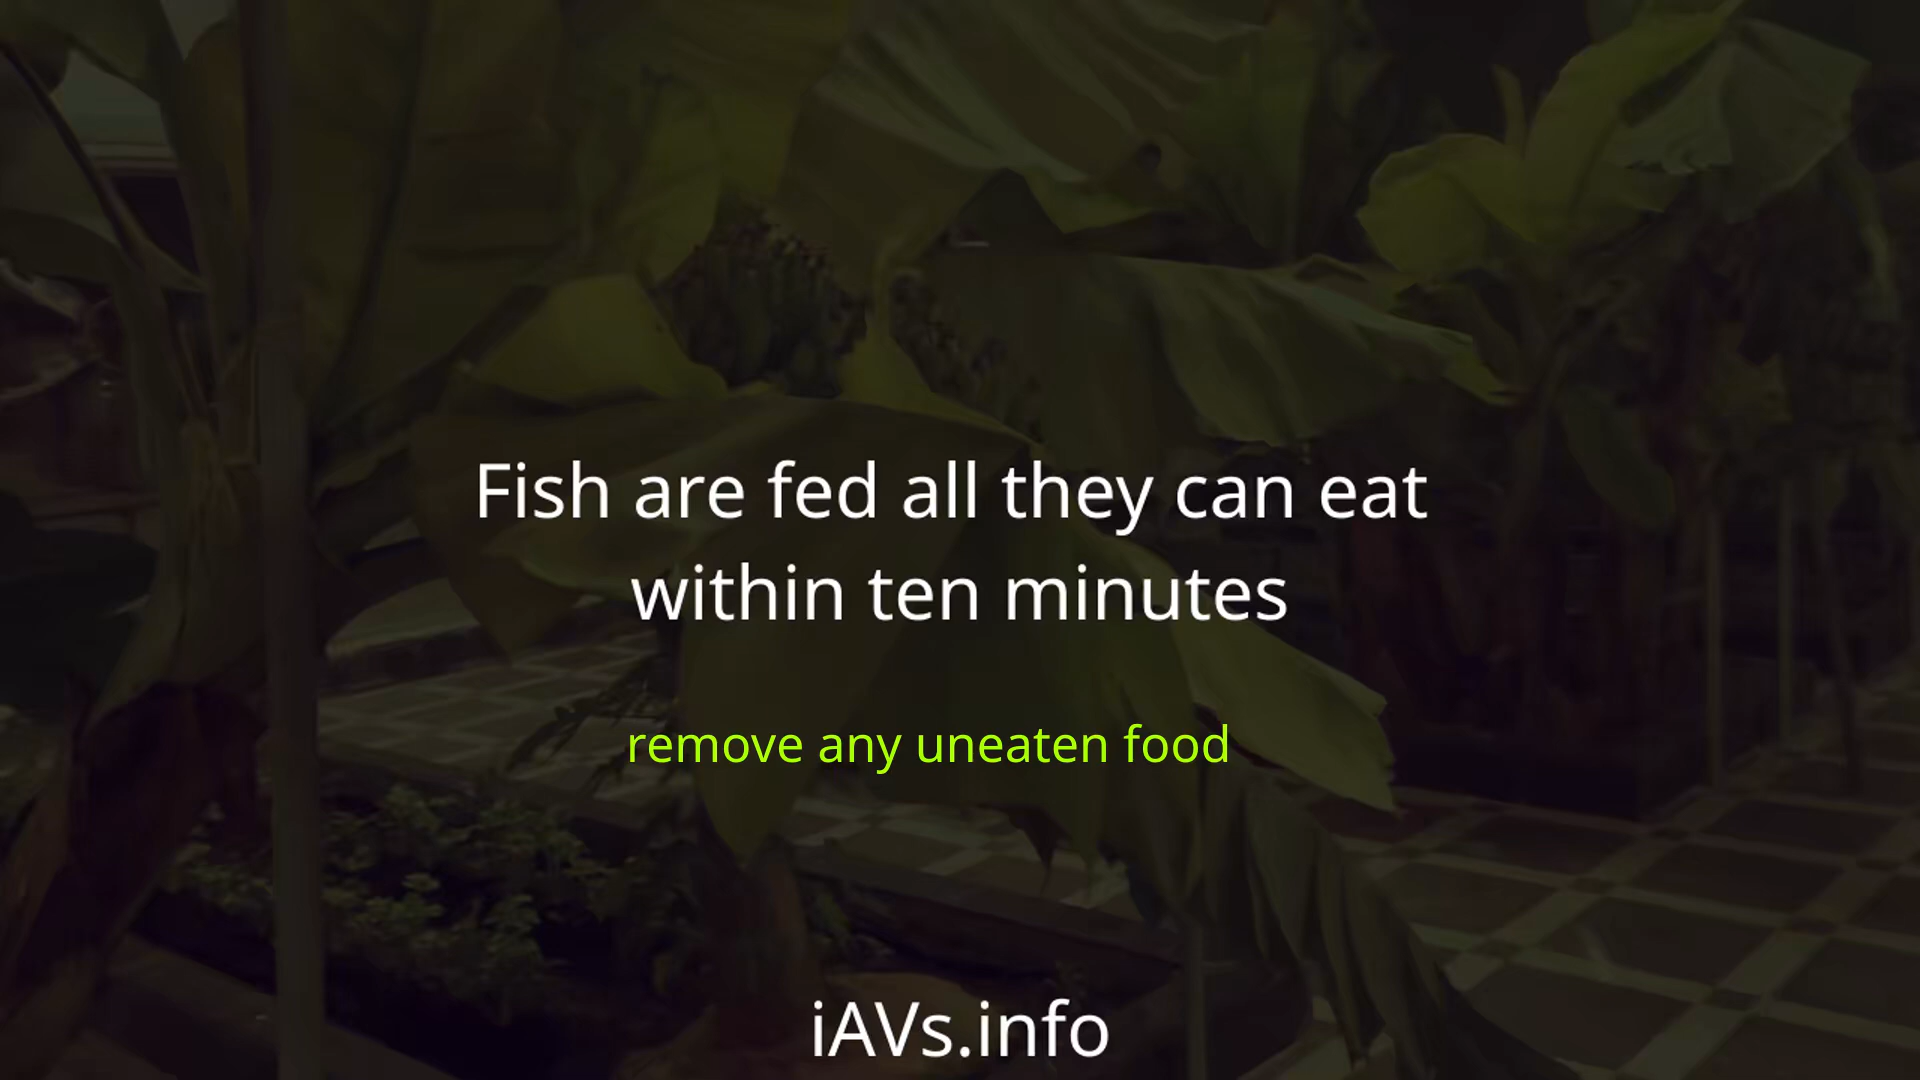 Fish are fed all they can eat
within ten minutes
remove any uneaten food
iAVs.info